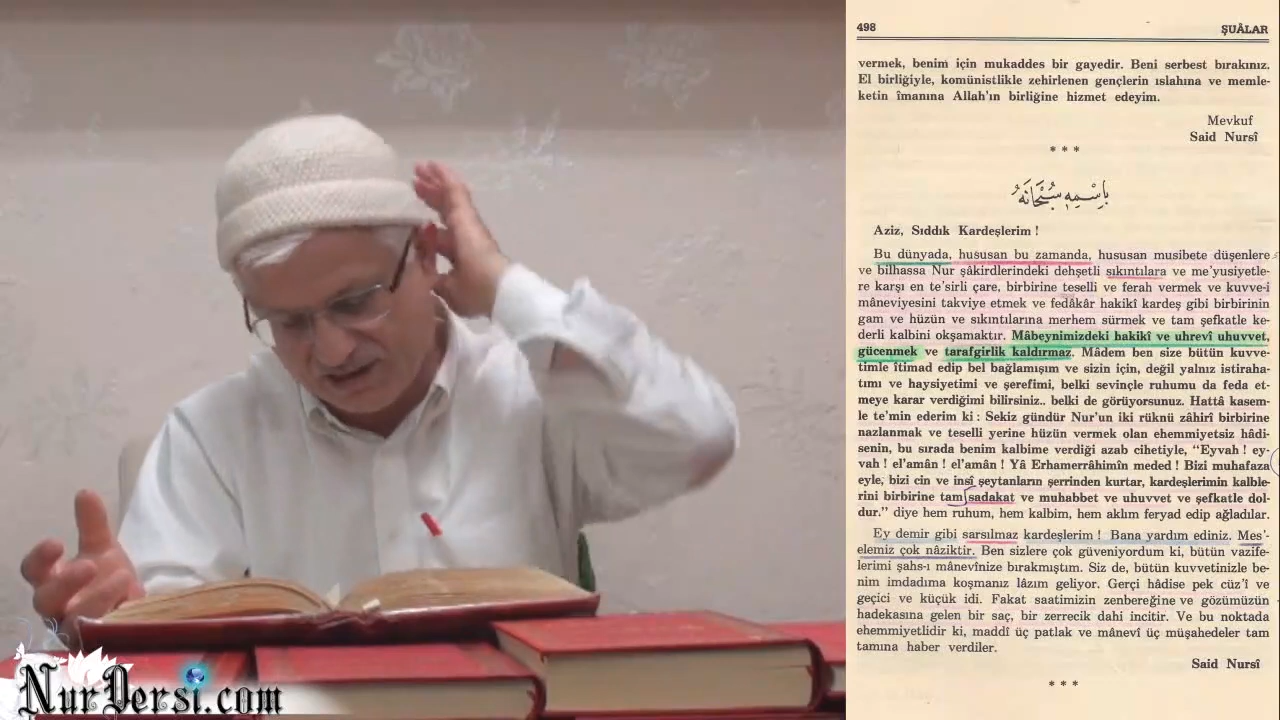 498 ŞUÂLAR
vermek, benim için mukaddes bir gayedir. Beni serbest bırakınız.
El birliğiyle, komünistlikle zehirlenen gençlerin ıslahına ve memle-
ketin îmanına Allah'ın birliğine hizmet edeyim.
Mevkuf
Said Nursî
* * *
بِاسْمِهِ سُبْحَانَهُ
Aziz, Sıddık Kardeşlerim !
Bu dünyada, hususan bu zamanda, hususan musibete düşenlere
ve bilhassa Nur şâkirdlerindeki dehşetli sıkıntılara ve me'yusiyetle-
re karşı en te'sirli çare, birbirine teselli ve ferah vermek ve kuvve-i
mâneviyesini takviye etmek ve fedâkâr hakikî kardeş gibi birbirinin
gam ve hüzün ve sıkıntılarına merhem sürmek ve tam şefkatle ke-
derli kalbini okşamaktır. Mâbeynimizdeki hakikî ve uhrevî uhuvvet,
gücenmek ve tarafgirlik kaldırmaz. Mâdem ben size bütün kuvve-
timle îtimad edip bel bağlamışım ve sizin için, değil yalnız istiraha-
tımı ve haysiyetimi ve şerefimi, belki sevinçle ruhumu da feda et-
meye karar verdiğimi bilirsiniz.. belki de görüyorsunuz. Hattâ kasem-
le te'min ederim ki : Sekiz gündür Nur'un iki rüknü zâhirî birbirine
nazlanmak ve teselli yerine hüzün vermek olan ehemmiyetsiz hâdi-
senin, bu sırada benim kalbime verdiği azab cihetiyle, "Eyvah ! ey-
vah ! el'amân ! el'amân ! Yâ Erhamerrâhimîn meded ! Bizi muhafaza
eyle, bizi cin ve insî şeytanların şerrinden kurtar, kardeşlerimin kalble-
rini birbirine tam sadakat ve muhabbet ve uhuvvet ve şefkatle dol-
dur." diye hem ruhum, hem kalbim, hem aklım feryad edip ağladılar.
Ey demir gibi sarsılmaz kardeşlerim ! Bana yardım ediniz. Mes'-
elemiz çok nâziktir. Ben sizlere çok güveniyordum ki, bütün vazife-
lerimi şahs-ı mânevînize bırakmıştım. Siz de, bütün kuvvetinizle be-
nim imdadıma koşmanız lâzım geliyor. Gerçi hâdise pek cüz'î ve
geçici ve küçük idi. Fakat saatimizin zenbereğine ve gözümüzün
hadekasına gelen bir saç, bir zerrecik dahi incitir. Ve bu noktada
ehemmiyetlidir ki, maddî üç patlak ve mânevî üç müşahedeler tam
tamına haber verdiler.
Said Nursî
* * *
NurDersi.com